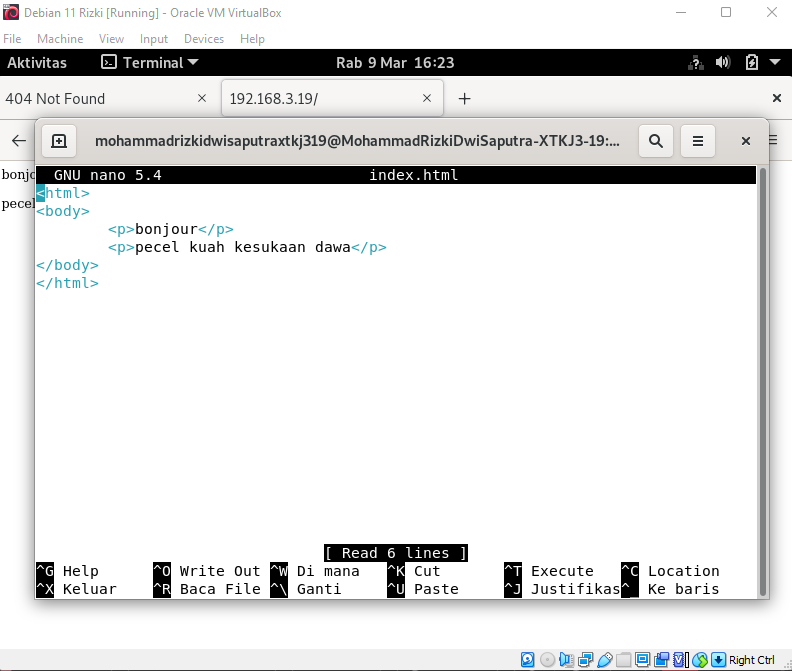 Debian 11 Rizki [Running] - Oracle VM VirtualBox
File Machine View Input Devices Help
Aktivitas Terminal Rab 9 Mar 16:23
404 Not Found 192.168.3.19/
mohammadrizkidwisaputraxtkj319@MohammadRizkiDwiSaputra-XTKJ3-19:...
bonjo
pecel
GNU nano 5.4 index.html
<html>
<body>
<p>bonjour</p>
<p>pecel kuah kesukaan dawa</p>
</body>
</html>
[ Read 6 lines ]
^G Help ^O Write Out ^W Di mana ^K Cut ^T Execute ^C Location
^X Keluar ^R Baca File ^\ Ganti ^U Paste ^J Justifikas ^_ Ke baris
Right Ctrl